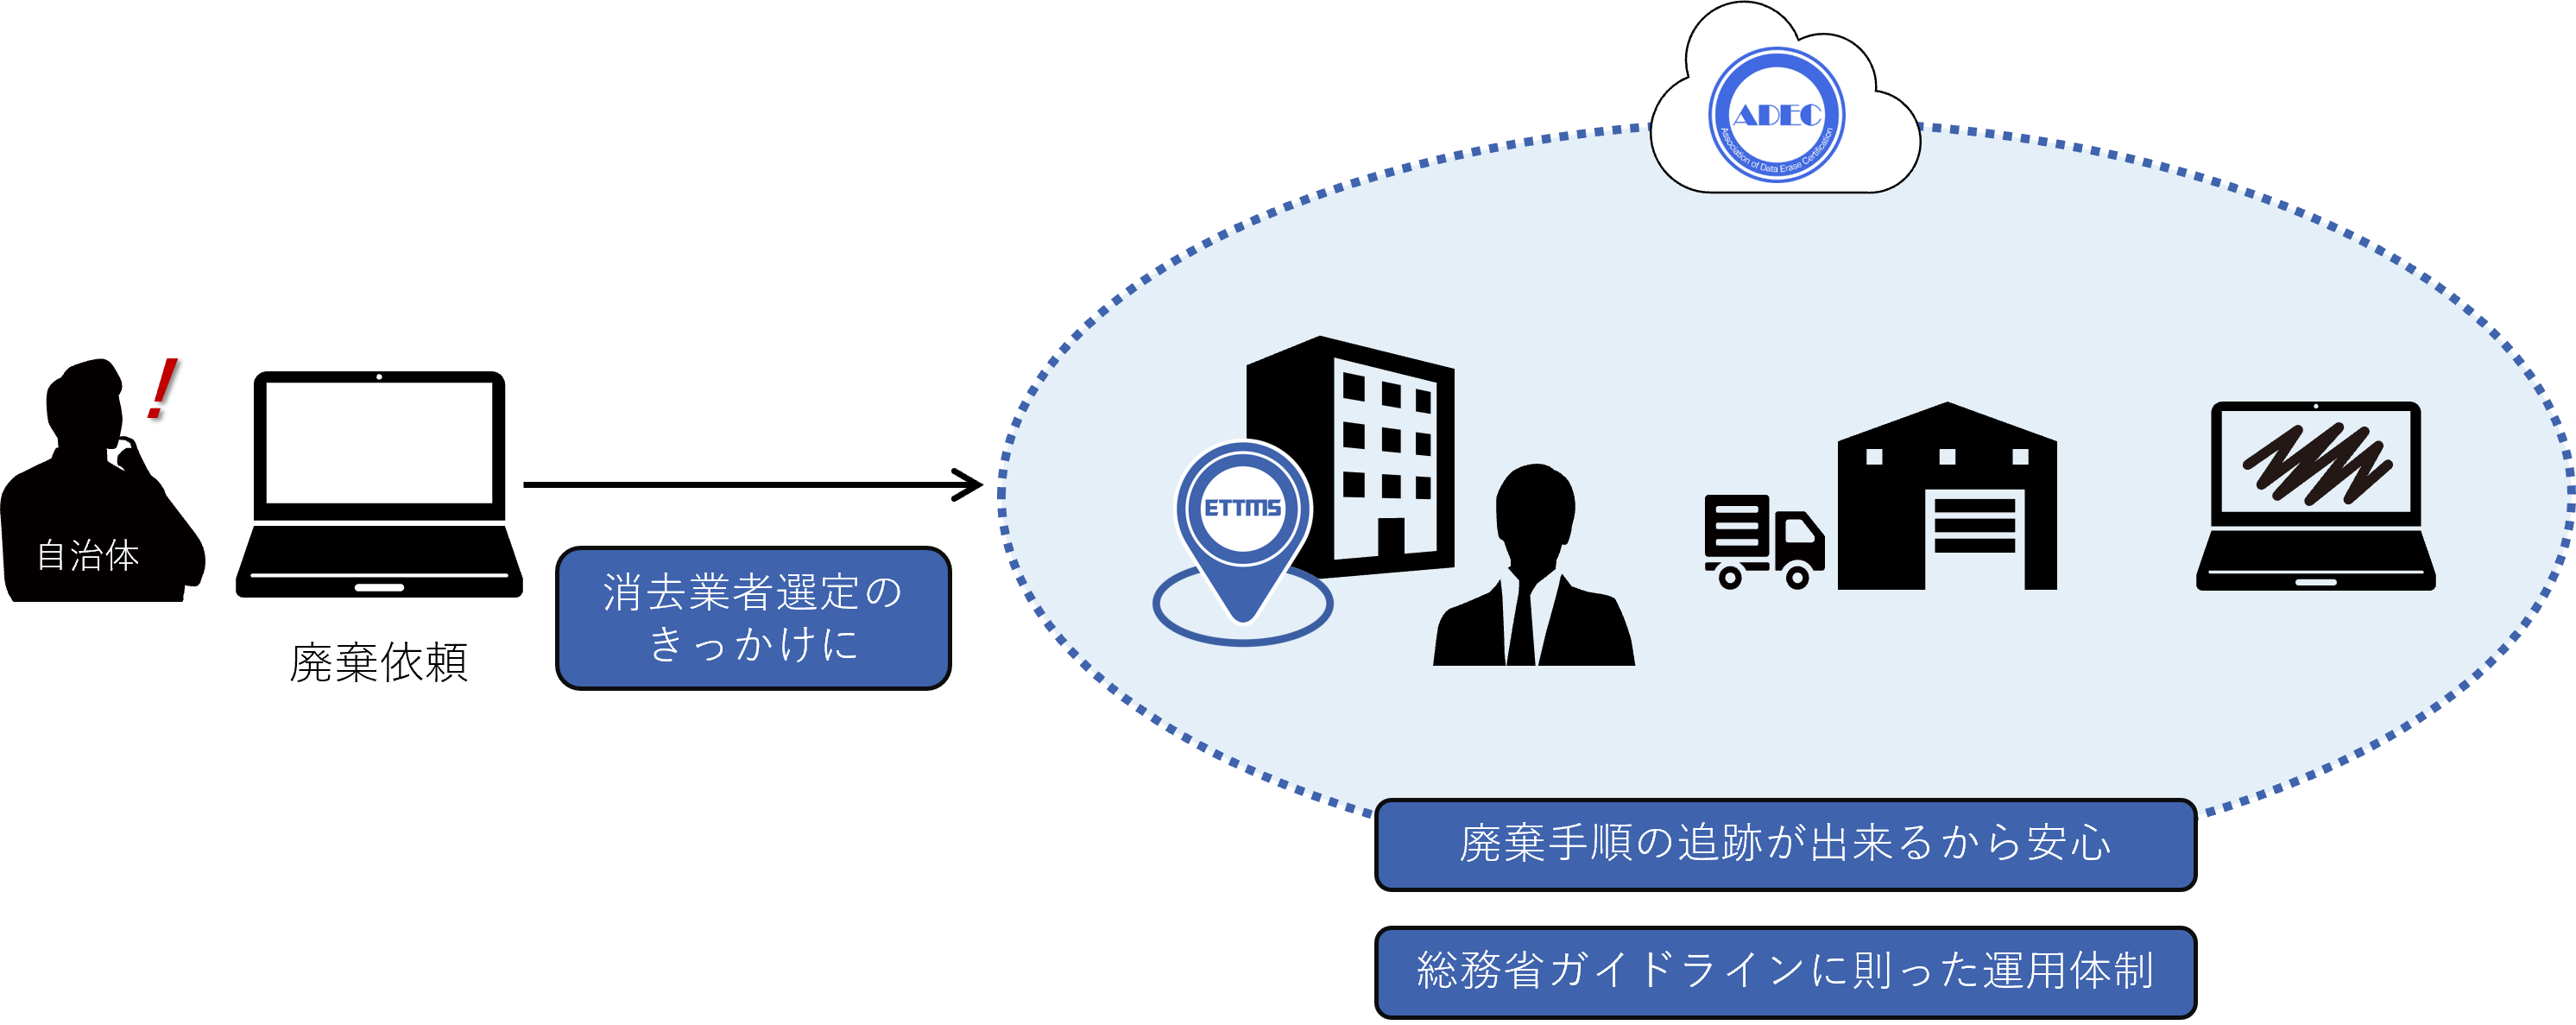 ADEC
Association of Data Erase Certification
!
ETTMS
自治体
廃棄依頼
消去業者選定の
きっかけに
廃棄手順の追跡が出来るから安心
総務省ガイドラインに則った運用体制